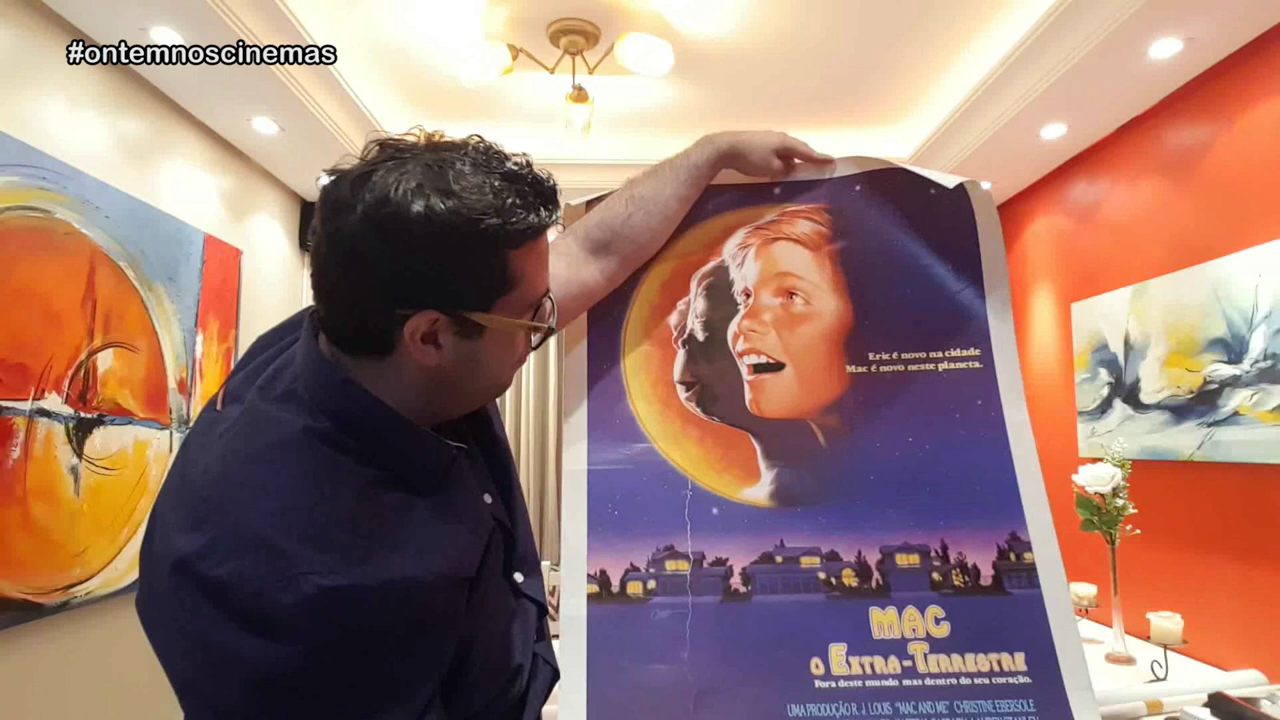 #ontemnoscinemas
Eric é novo na cidade
Mac é novo neste planeta.
MAC
O EXTRA-TERRESTRE
Fora deste mundo mas dentro do seu coração.
UMA PRODUÇÃO R. J. LOUIS "MAC AND ME" CHRISTINE EBERSOLE